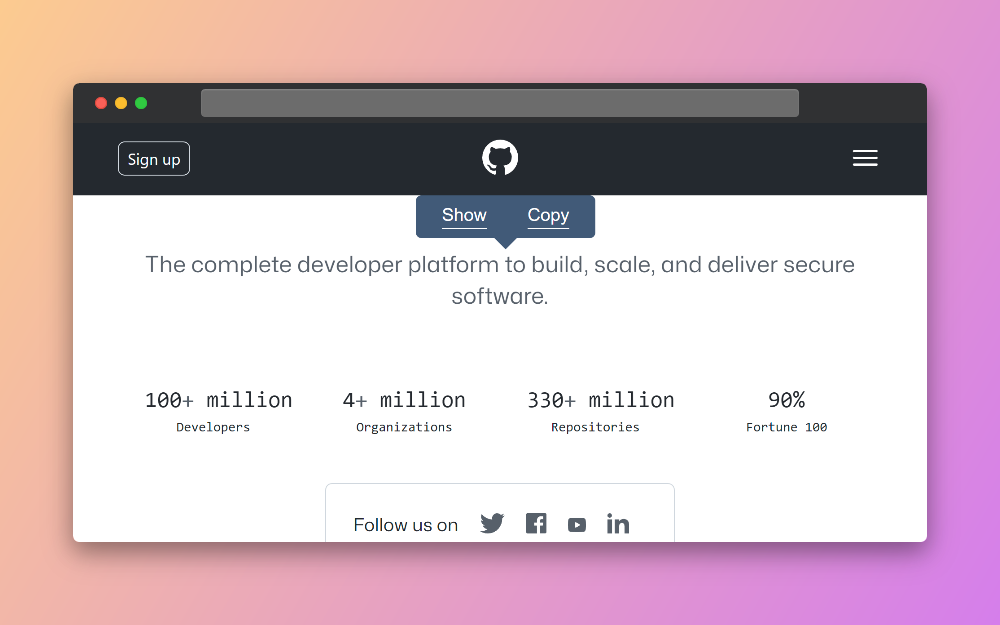 Sign up
Show Copy
The complete developer platform to build, scale, and deliver secure
software.
100+ million 4+ million 330+ million 90%
Developers Organizations Repositories Fortune 100
Follow us on